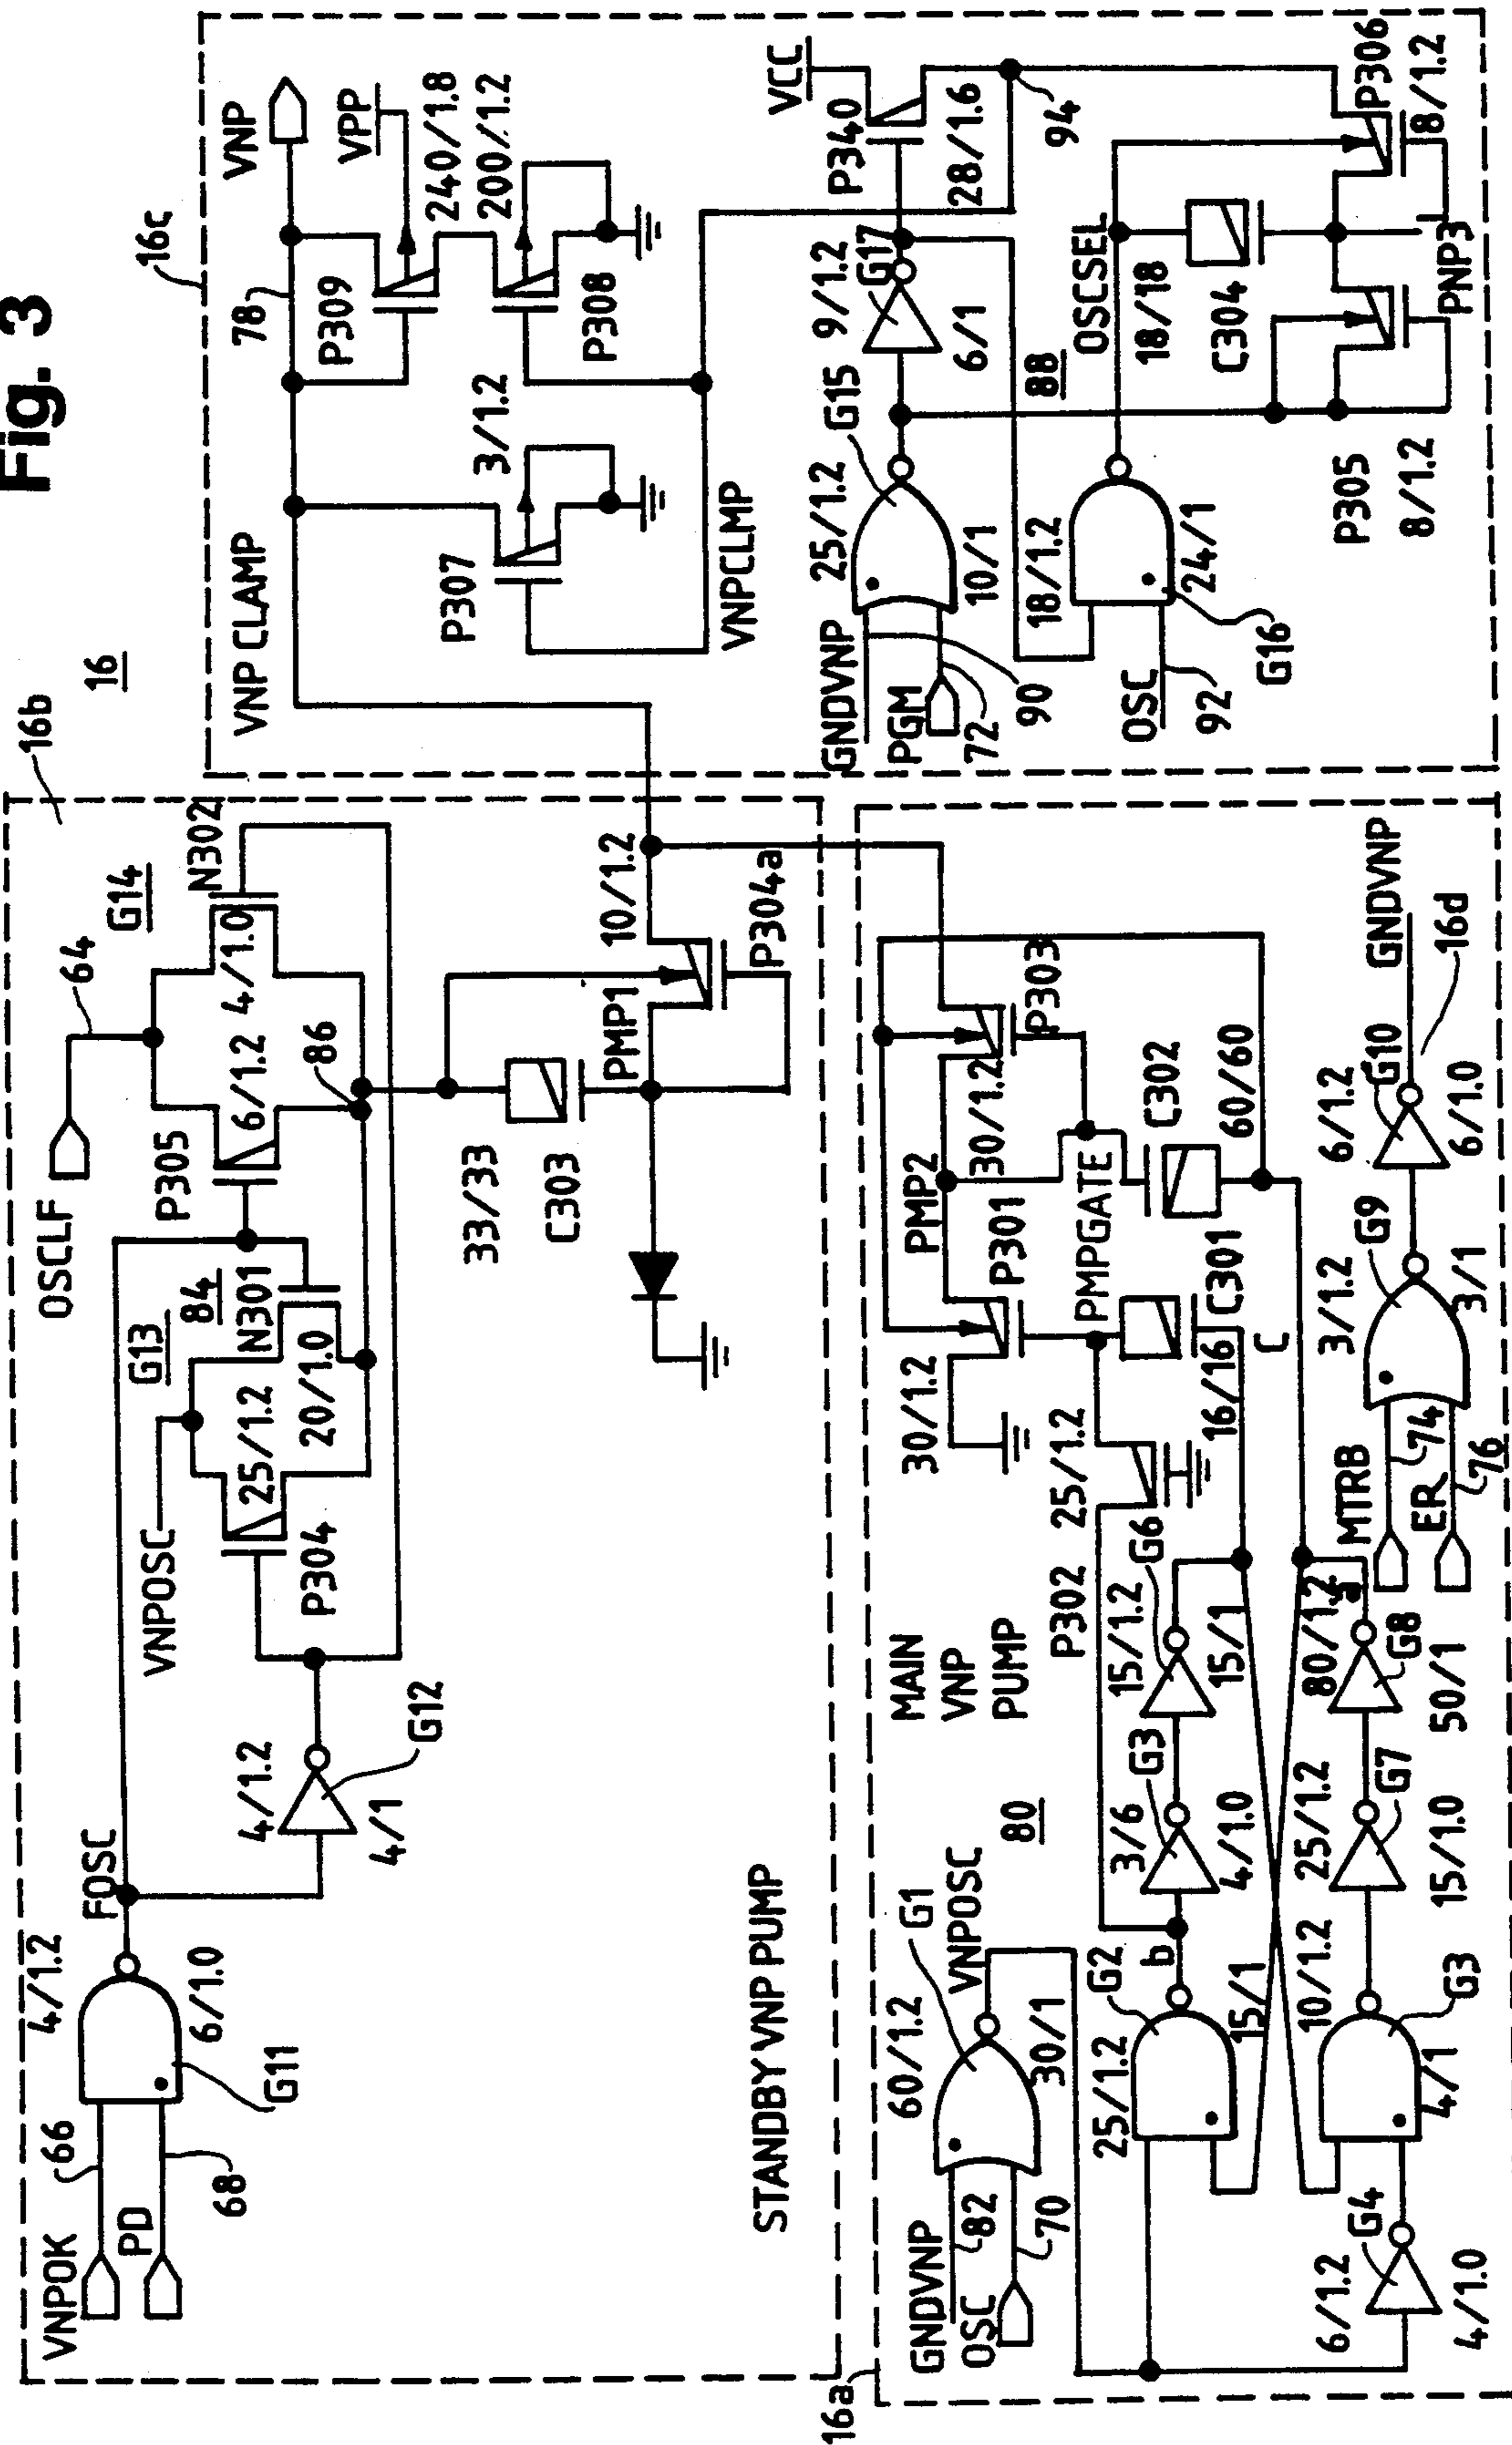 Fig. 3
16
16b
VNPOK
66
PD
68
4/1.2
6/1.0
G11
FOSC
4/1.2
4/1
G12
VNPOSC
G13
84
P304
25/1.2
N301
20/1.0
OSCLF
64
G14
P305
6/1.2
4/1.0
N302
86
33/33
C303
PMP1
10/1.2
P304a
STANDBY VNP PUMP
16c
VNP CLAMP
78
VNP
P309
VPP
240/1.8
200/1.2
P308
P307
3/1.2
VNPCLMP
VCC
P340
28/1.6
94
GNDVNP
PGM
72
90
25/1.2
G15
10/1
9/1.2
G17
6/1
88
OSC
92
18/1.2
24/1
G16
OSCSEL
18/18
C304
P305
8/1.2
PNP3
P306
8/1.2
16a
MAIN
VNP
PUMP
80
GNDVNP
82
OSC
70
60/1.2
30/1
G1
VNPOSC
25/1.2
G2
15/1
b
3/6
G3
4/1.0
15/1.2
G6
15/1
P302
25/1.2
16/16
C301
C
30/1.2
P301
PMP2
PMPGATE
30/1.2
P303
C302
60/60
6/1.2
G4
4/1.0
10/1.2
G3
4/1
25/1.2
G7
15/1.0
80/1.2
G8
50/1
a
MTRB
74
ER
76
3/1.2
G9
3/1
6/1.2
G10
6/1.0
GNDVNP
16d